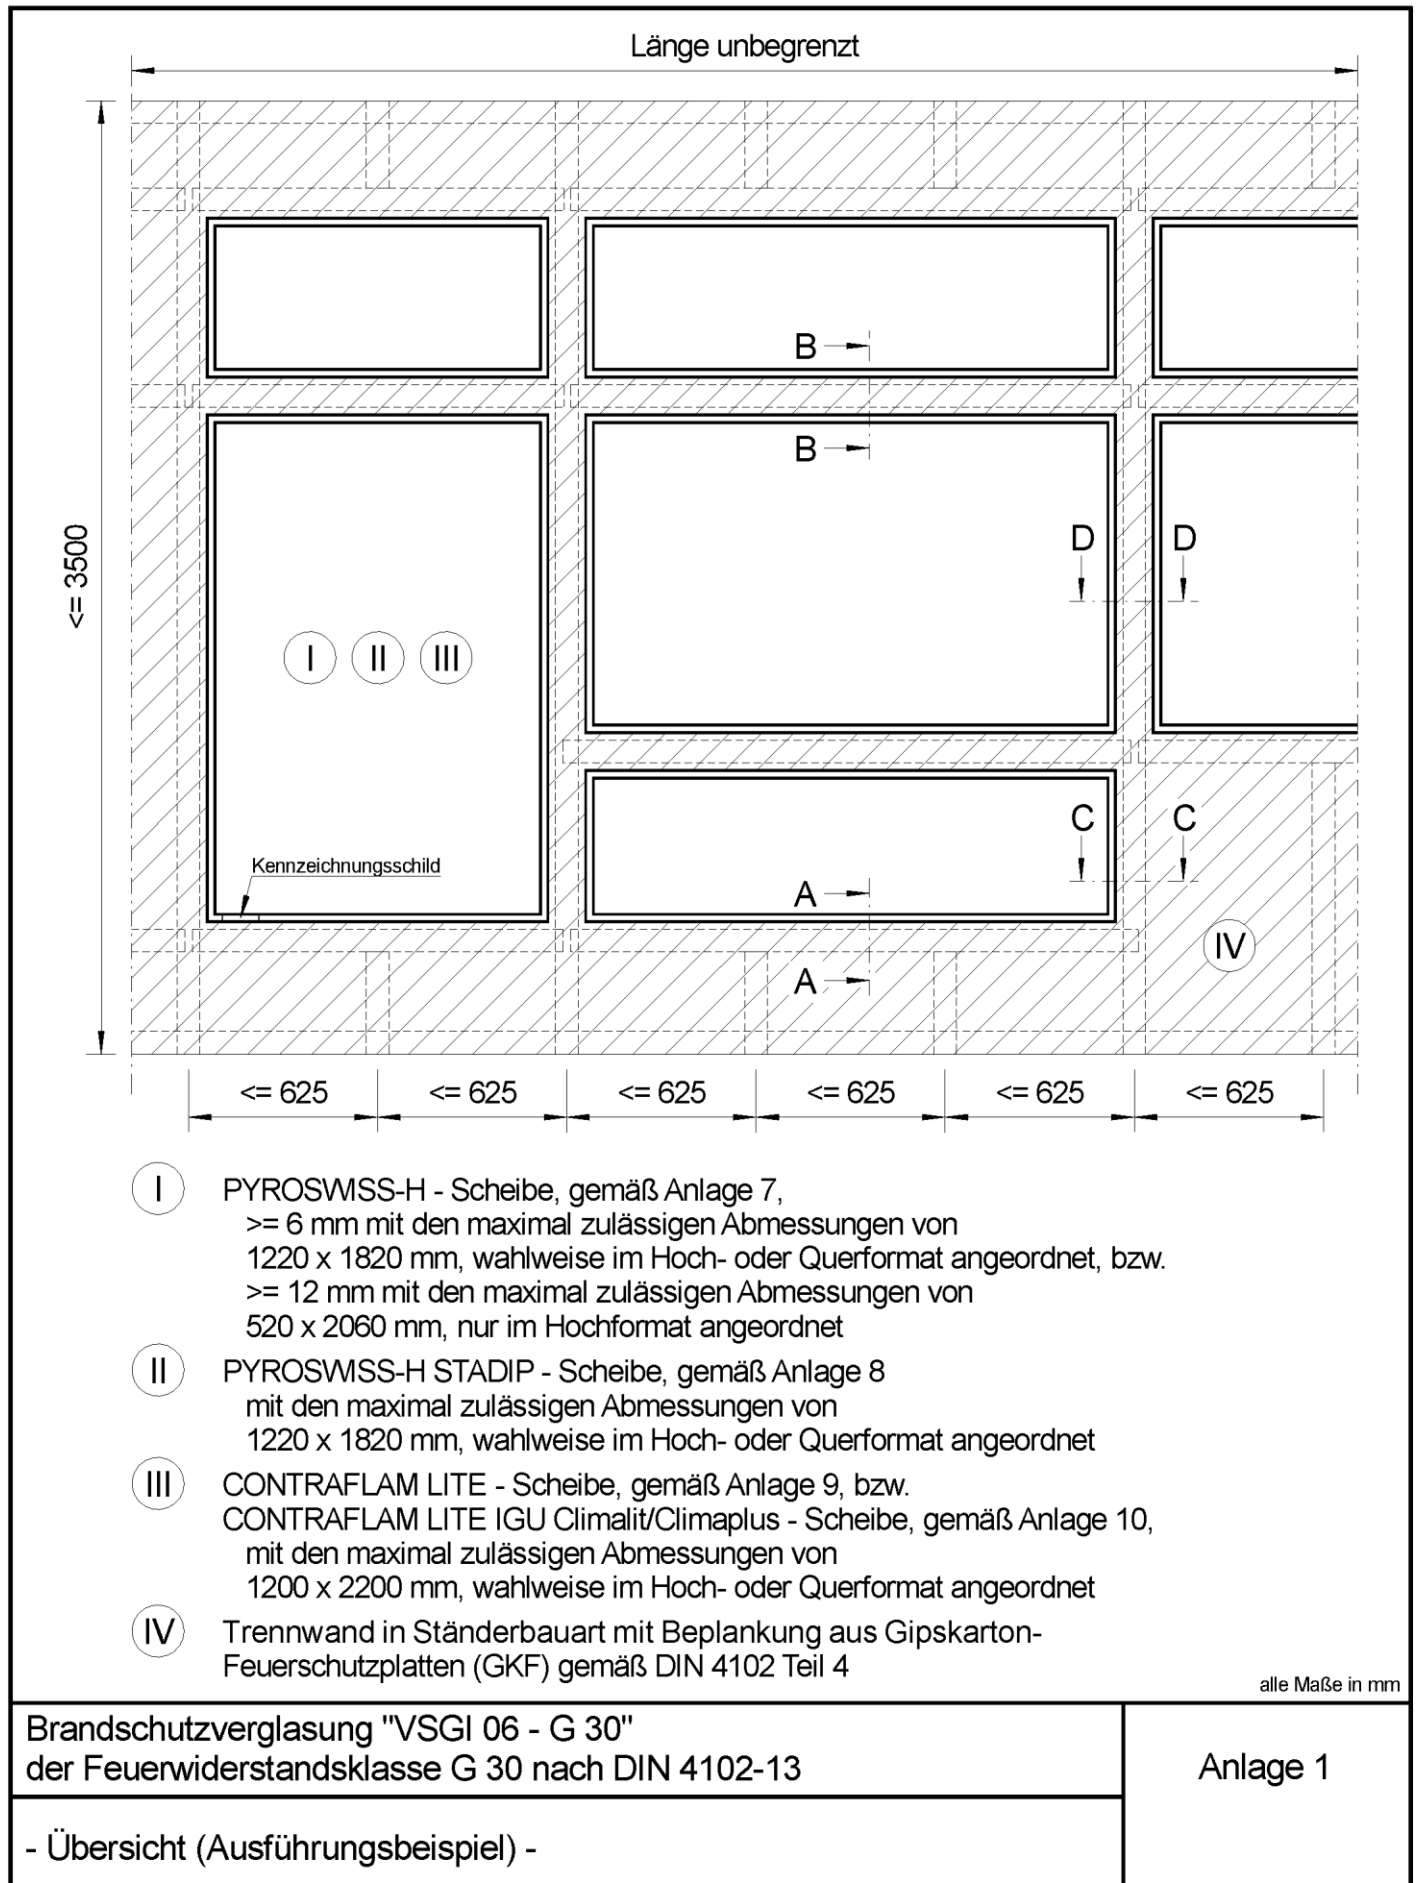 Länge unbegrenzt
<= 3500
B
B
D D
I II III
C C
Kennzeichnungsschild
A
IV
A
<= 625 <= 625 <= 625 <= 625 <= 625 <= 625
I PYROSWISS-H - Scheibe, gemäß Anlage 7,
>= 6 mm mit den maximal zulässigen Abmessungen von
1220 x 1820 mm, wahlweise im Hoch- oder Querformat angeordnet, bzw.
>= 12 mm mit den maximal zulässigen Abmessungen von
520 x 2060 mm, nur im Hochformat angeordnet
II PYROSWISS-H STADIP - Scheibe, gemäß Anlage 8
mit den maximal zulässigen Abmessungen von
1220 x 1820 mm, wahlweise im Hoch- oder Querformat angeordnet
III CONTRAFLAM LITE - Scheibe, gemäß Anlage 9, bzw.
CONTRAFLAM LITE IGU Climalit/Climaplus - Scheibe, gemäß Anlage 10,
mit den maximal zulässigen Abmessungen von
1200 x 2200 mm, wahlweise im Hoch- oder Querformat angeordnet
IV Trennwand in Ständerbauart mit Beplankung aus Gipskarton-
Feuerschutzplatten (GKF) gemäß DIN 4102 Teil 4
alle Maße in mm
Brandschutzverglasung "VSGI 06 - G 30"
der Feuerwiderstandsklasse G 30 nach DIN 4102-13
Anlage 1
- Übersicht (Ausführungsbeispiel) -